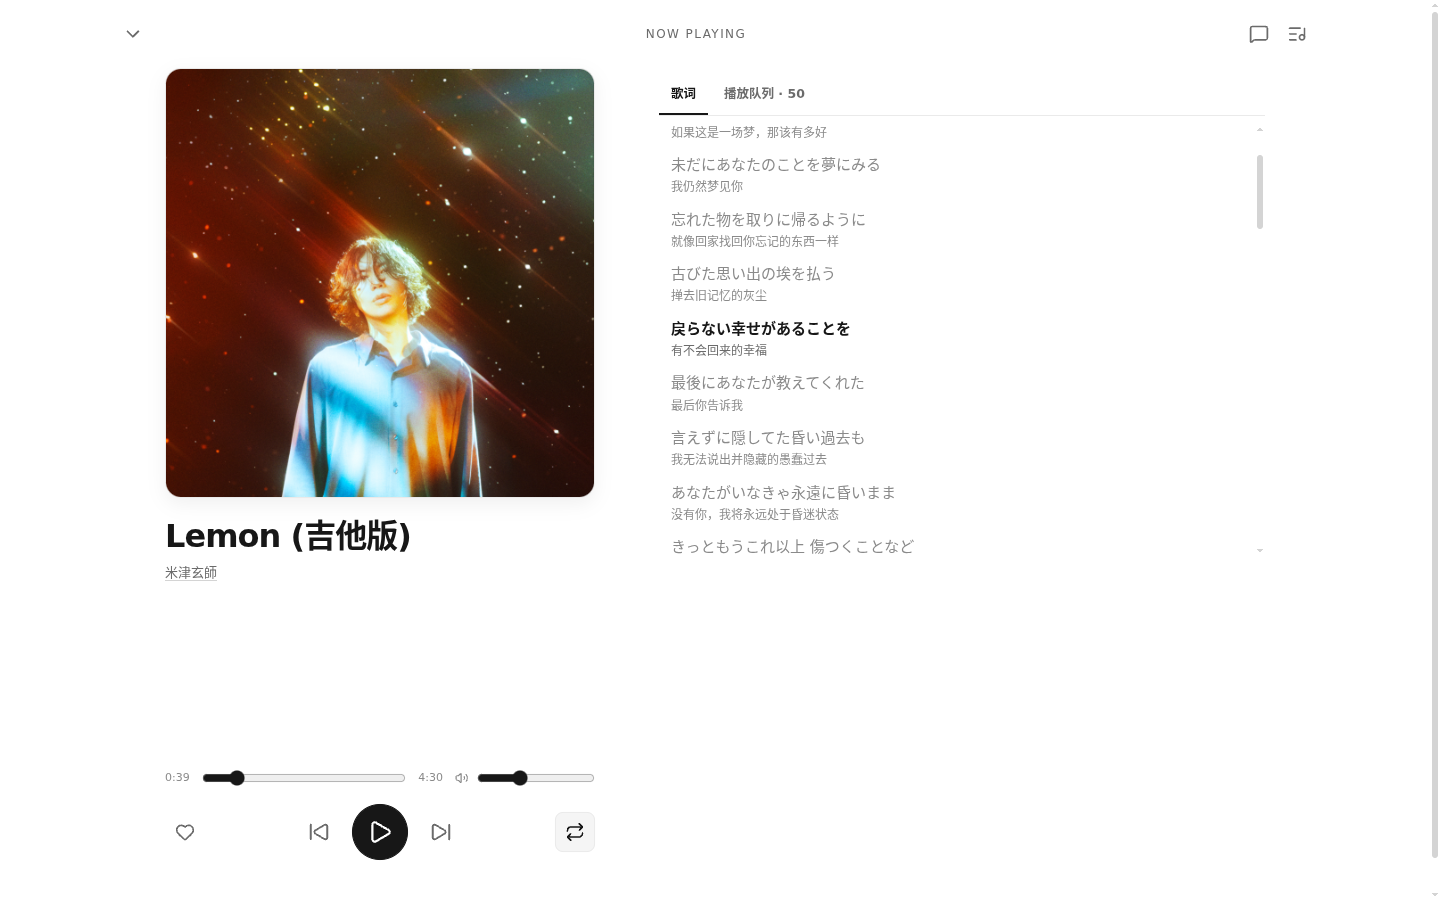 NOW PLAYING
歌词
播放队列 · 50
如果这是一场梦，那该有多好
未だにあなたのことを夢にみる
我仍然梦见你
忘れた物を取りに帰るように
就像回家找回你忘记的东西一样
古びた思い出の埃を払う
掸去旧记忆的灰尘
戻らない幸せがあることを
有不会回来的幸福
最後にあなたが教えてくれた
最后你告诉我
言えずに隠してた昏い過去も
我无法说出并隐藏的愚蠢过去
あなたがいなきゃ永遠に昏いまま
没有你，我将永远处于昏迷状态
きっともうこれ以上 傷つくことなど
Lemon (吉他版)
米津玄師
0:39
4:30